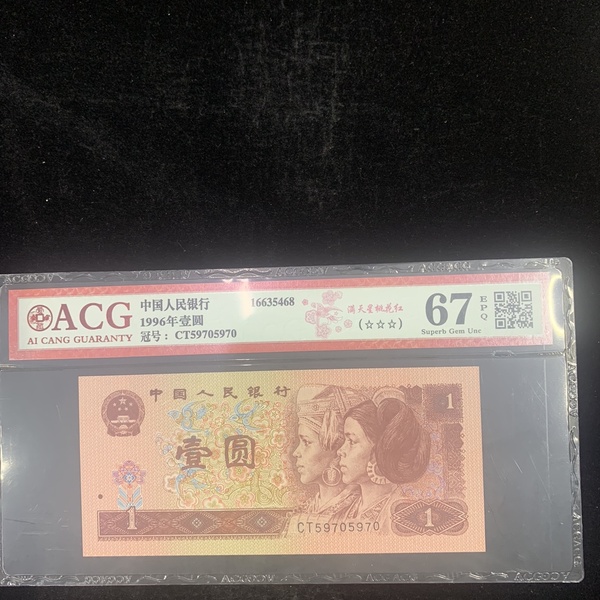 ACG
AI CANG GUARANTY
中国人民银行
16635468
1996年壹圆
冠号：CT59705970
满天星桃花红
(☆☆☆)
67
EPQ
Superb Gem Unc
中国人民银行
1
壹圆
1
CT59705970
1